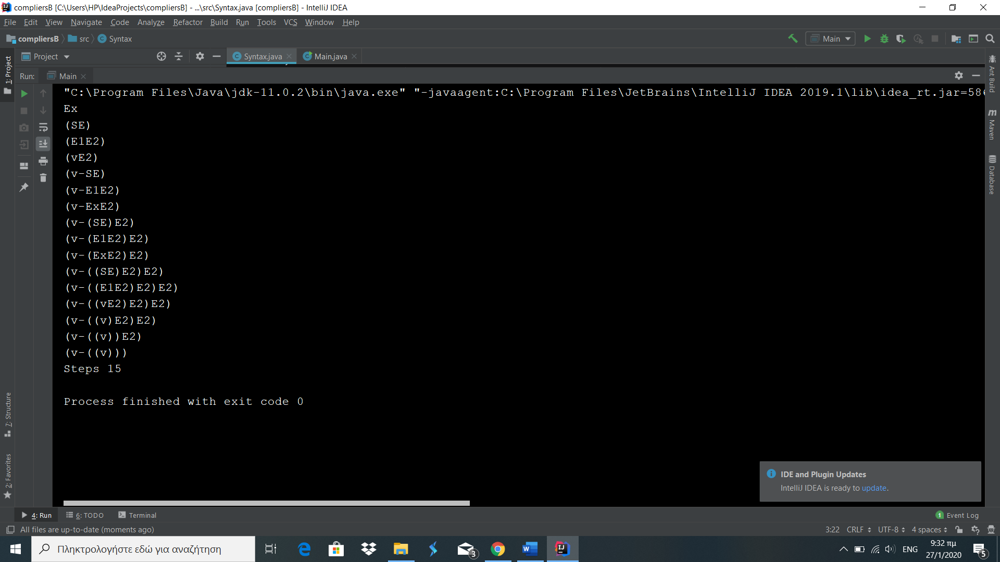 compliersB [C:\Users\HP\IdeaProjects\compliersB] - ...\src\Syntax.java [compliersB] - IntelliJ IDEA
File Edit View Navigate Code Analyze Refactor Build Run Tools VCS Window Help
compliersB src Syntax Main
Project Syntax.java Main.java
Run: Main
"C:\Program Files\Java\jdk-11.0.2\bin\java.exe" "-javaagent:C:\Program Files\JetBrains\IntelliJ IDEA 2019.1\lib\idea_rt.jar=586
Ex
(SE)
(E1E2)
(vE2)
(v-SE)
(v-E1E2)
(v-ExE2)
(v-(SE)E2)
(v-(E1E2)E2)
(v-(ExE2)E2)
(v-((SE)E2)E2)
(v-((E1E2)E2)E2)
(v-((vE2)E2)E2)
(v-((v)E2)E2)
(v-((v))E2)
(v-((v)))
Steps 15
Process finished with exit code 0
1: Project
7: Structure
2: Favorites
Ant Build
Maven
Database
IDE and Plugin Updates
IntelliJ IDEA is ready to update.
4: Run 6: TODO Terminal 1 Event Log
All files are up-to-date (moments ago) 3:22 CRLF UTF-8 4 spaces
Πληκτρολογήστε εδώ για αναζήτηση 3 ENG 9:32 πμ
27/1/2020 5